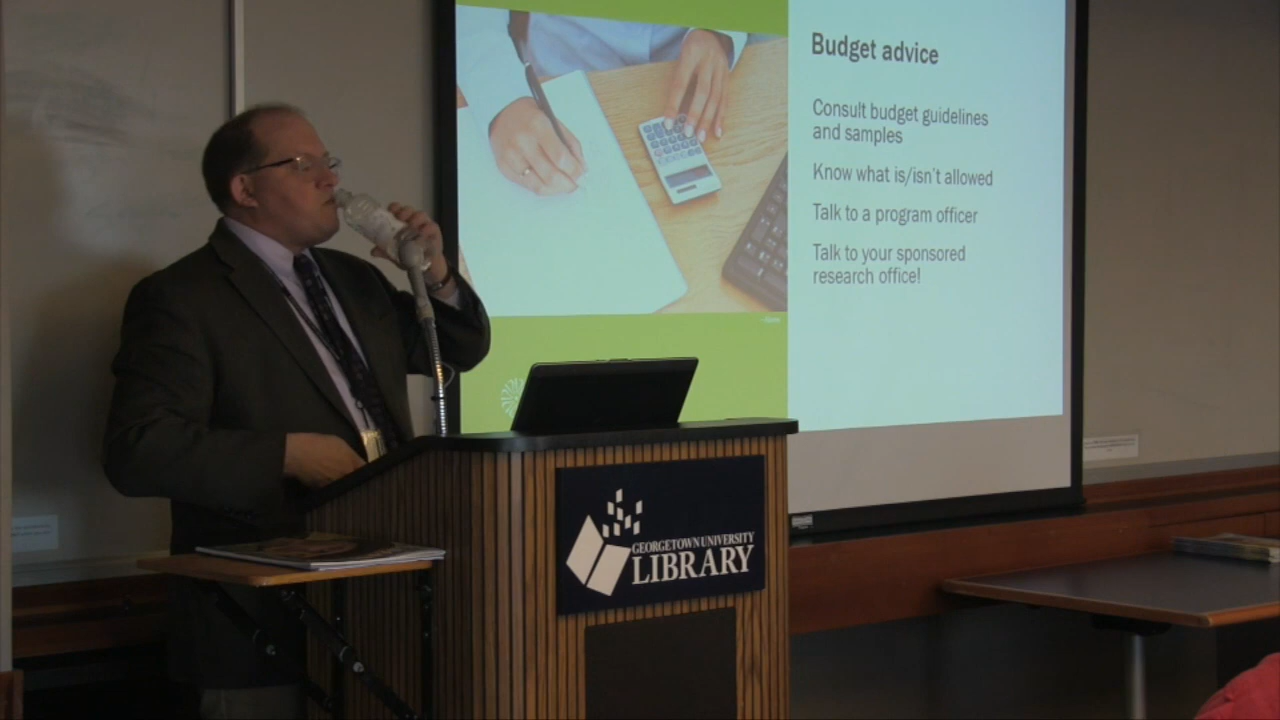 Budget advice
Consult budget guidelines
and samples
Know what is/isn't allowed
Talk to a program officer
Talk to your sponsored
research office!
GEORGETOWN UNIVERSITY
LIBRARY